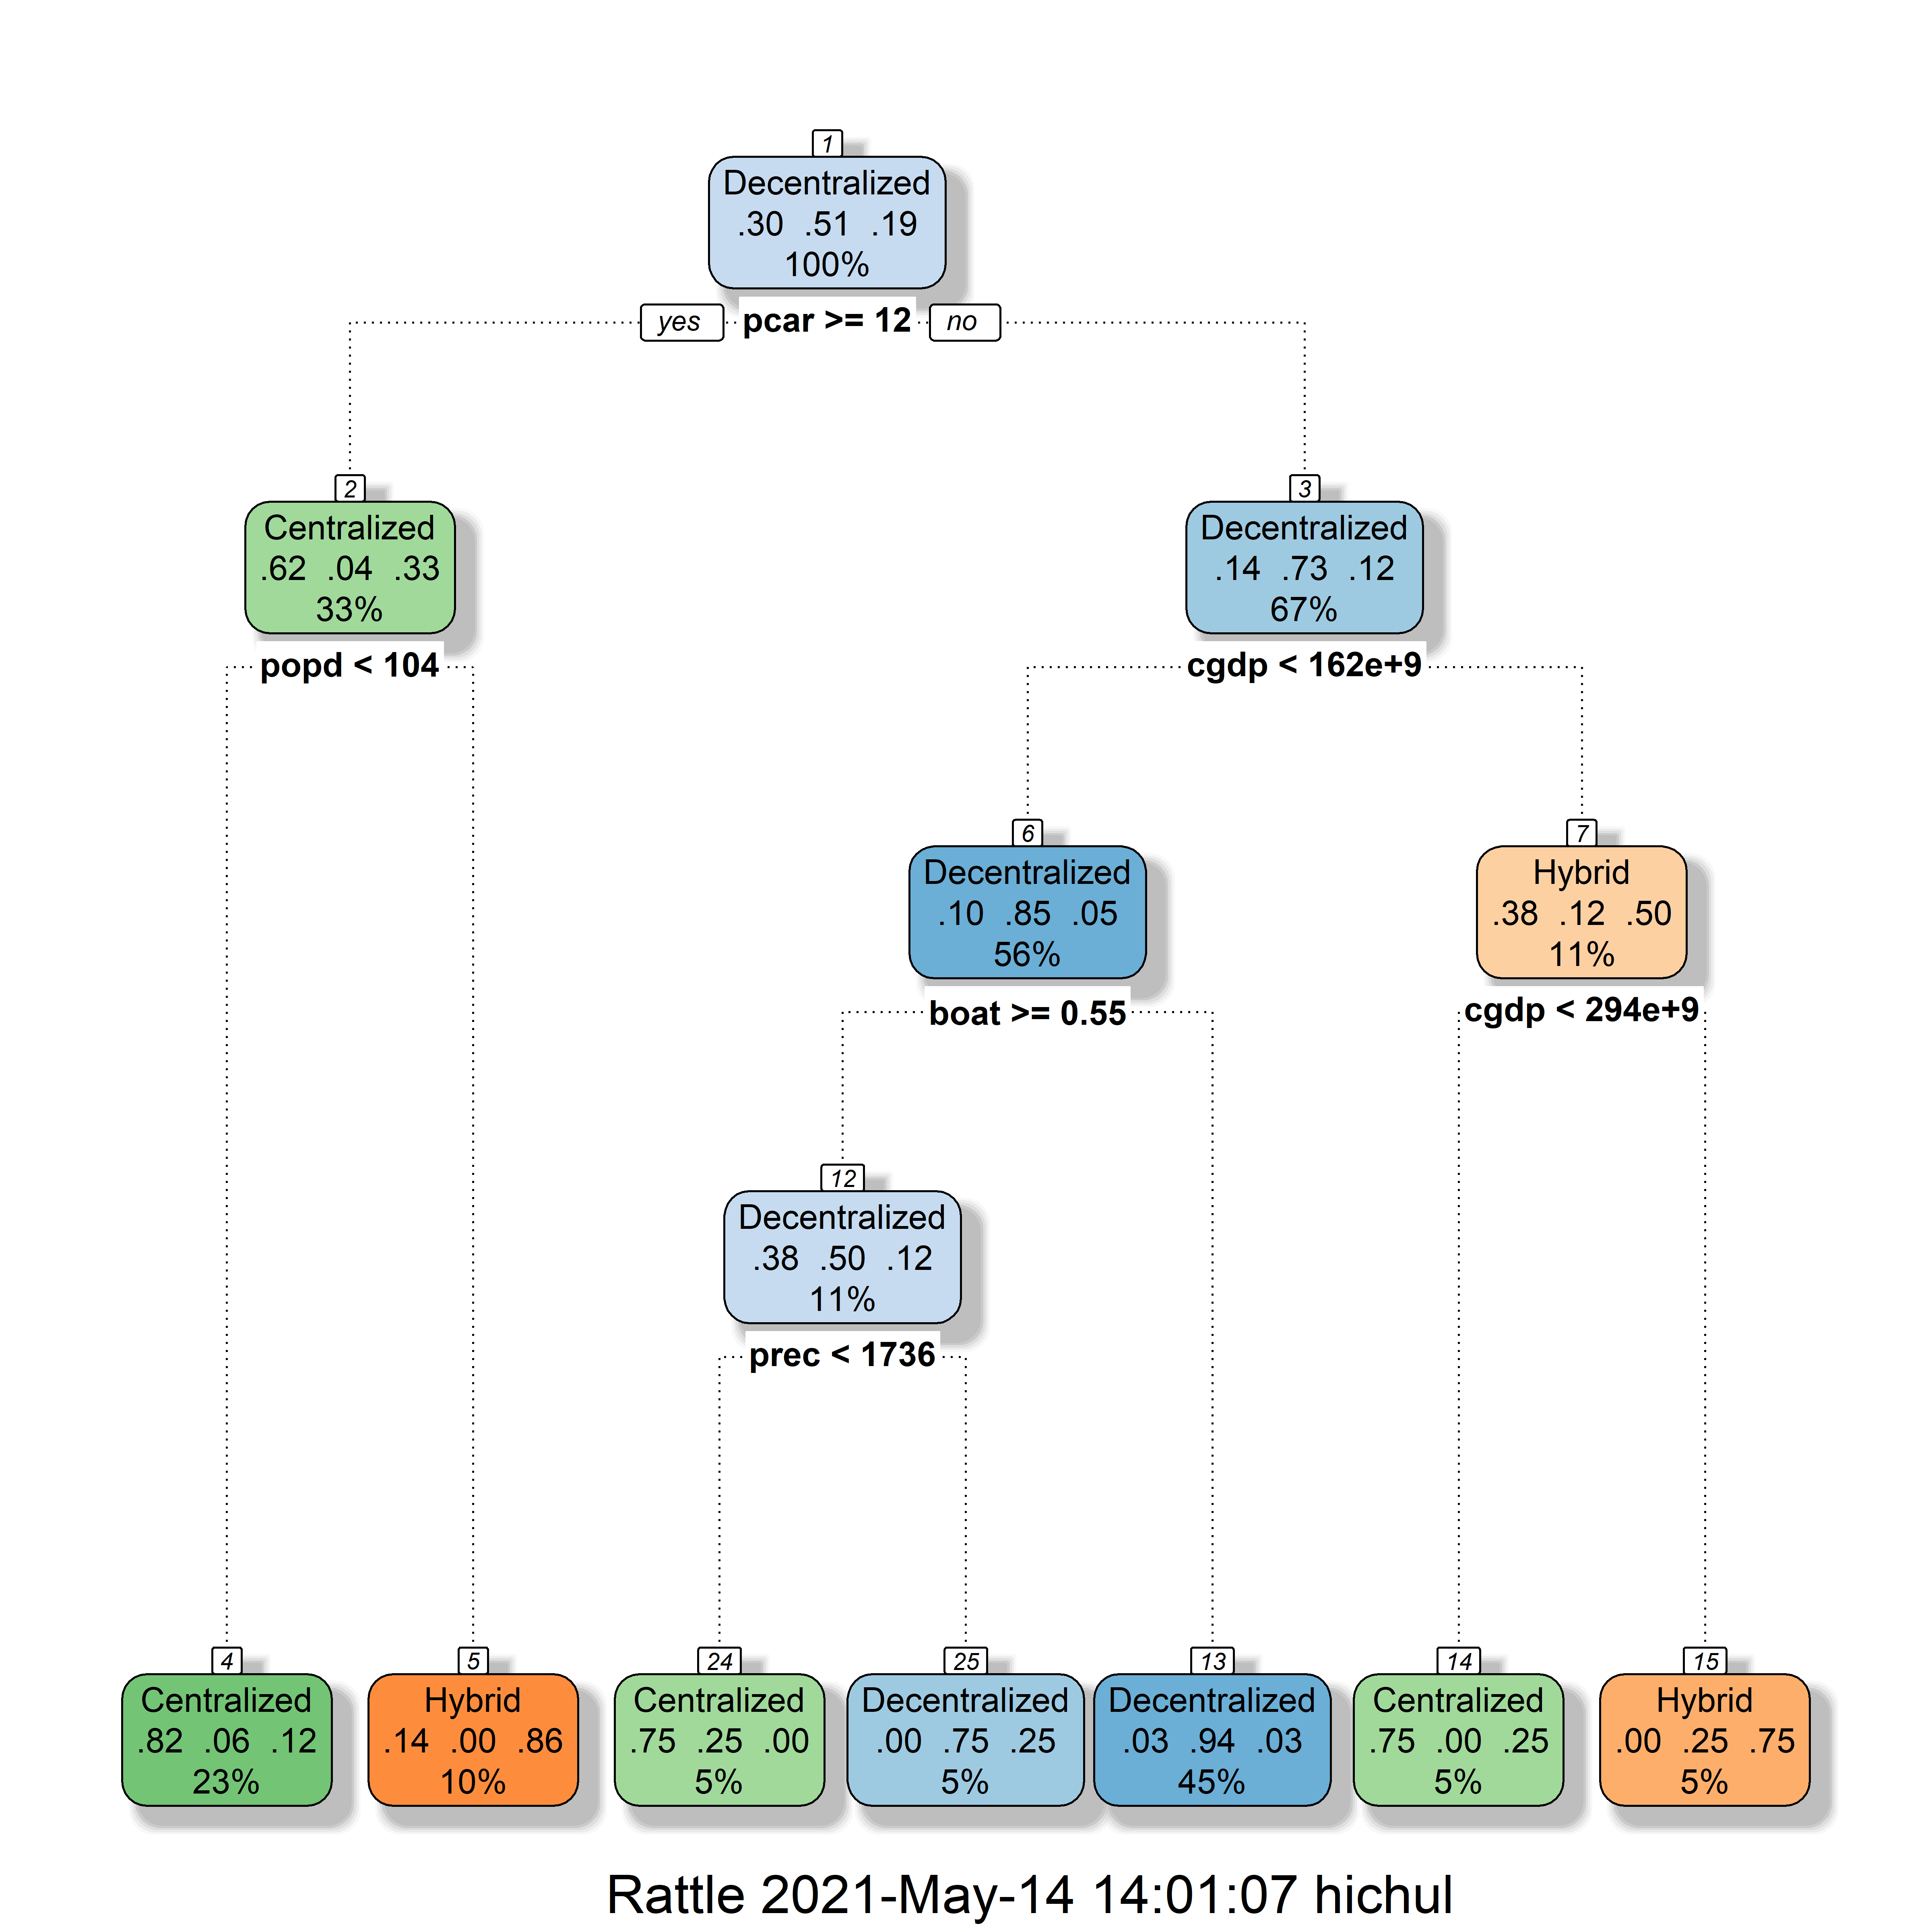 1
Decentralized
.30 .51 .19
100%
yes pcar >= 12 no
2
Centralized
.62 .04 .33
33%
popd < 104
3
Decentralized
.14 .73 .12
67%
cgdp < 162e+9
6
Decentralized
.10 .85 .05
56%
boat >= 0.55
7
Hybrid
.38 .12 .50
11%
cgdp < 294e+9
12
Decentralized
.38 .50 .12
11%
prec < 1736
4
Centralized
.82 .06 .12
23%
5
Hybrid
.14 .00 .86
10%
24
Centralized
.75 .25 .00
5%
25
Decentralized
.00 .75 .25
5%
13
Decentralized
.03 .94 .03
45%
14
Centralized
.75 .00 .25
5%
15
Hybrid
.00 .25 .75
5%
Rattle 2021-May-14 14:01:07 hichul